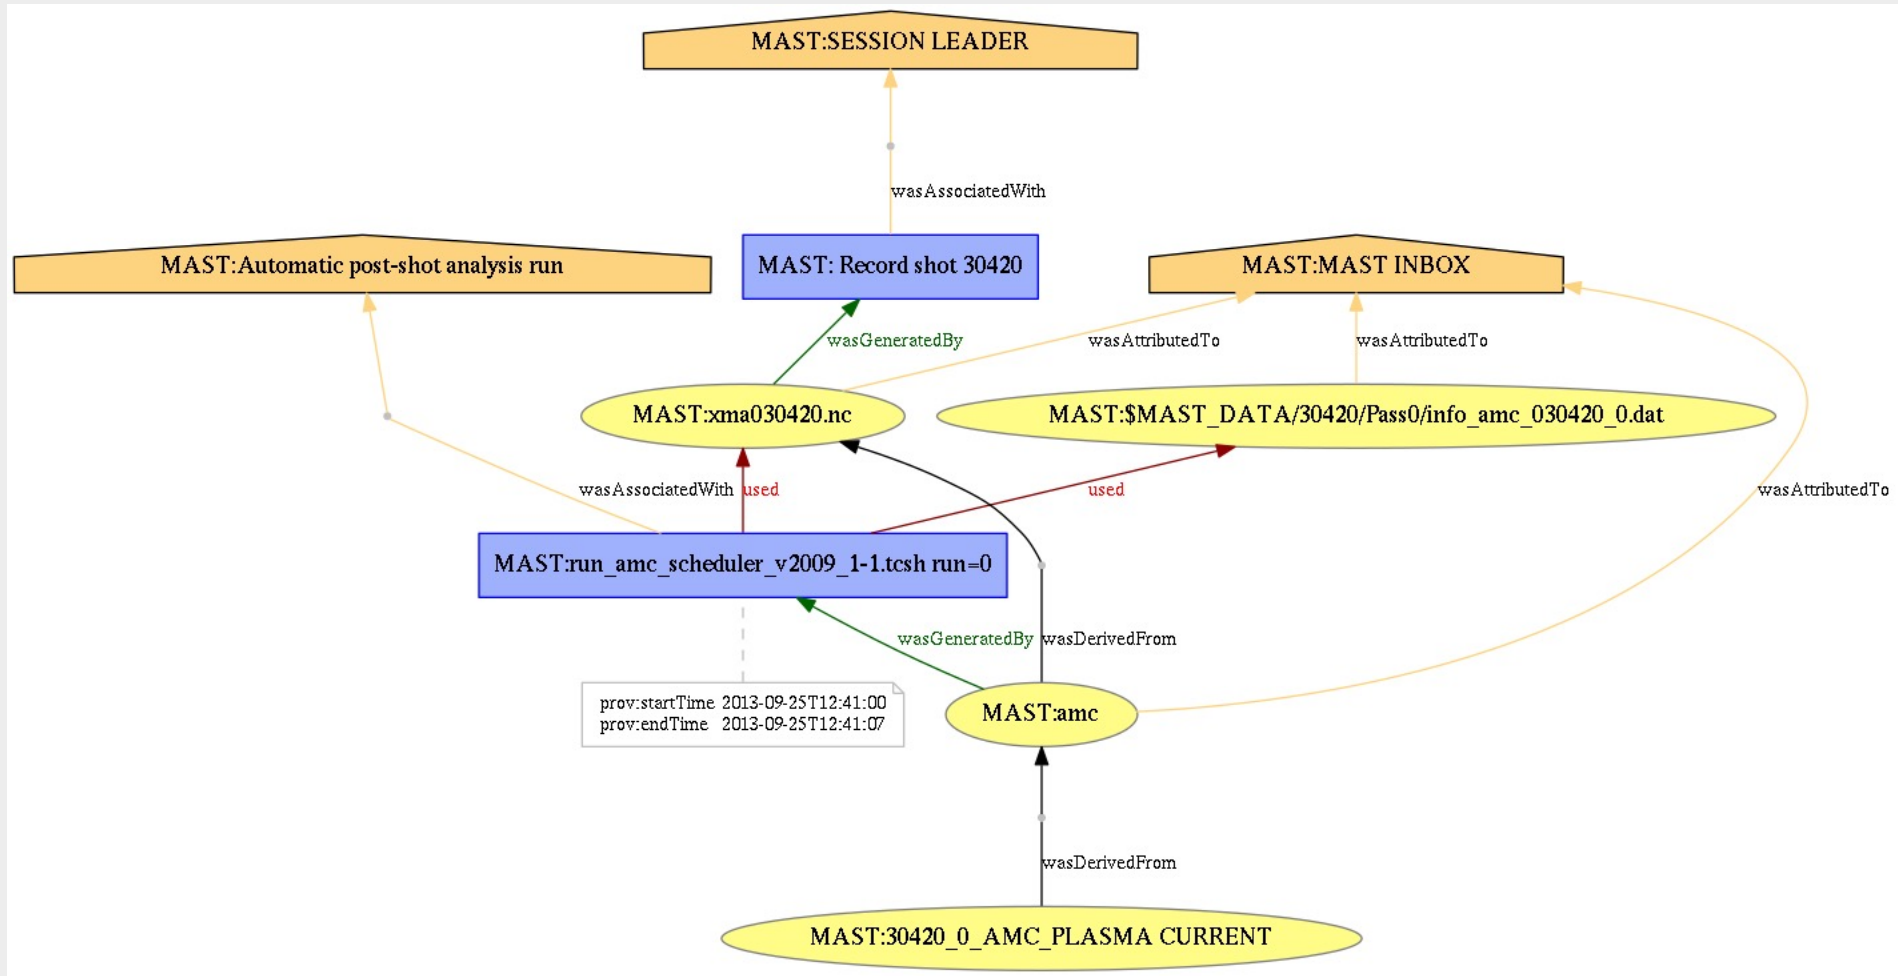 MAST:SESSION LEADER
wasAssociatedWith
MAST:Automatic post-shot analysis run
MAST: Record shot 30420
MAST:MAST INBOX
wasGeneratedBy
wasAttributedTo
wasAttributedTo
MAST:xma030420.nc
MAST:$MAST_DATA/30420/Pass0/info_amc_030420_0.dat
wasAssociatedWith
used
used
wasAttributedTo
MAST:run_amc_scheduler_v2009_1-1.tcsh run=0
wasGeneratedBy
wasDerivedFrom
prov:startTime 2013-09-25T12:41:00
prov:endTime 2013-09-25T12:41:07
MAST:amc
wasDerivedFrom
MAST:30420_0_AMC_PLASMA CURRENT